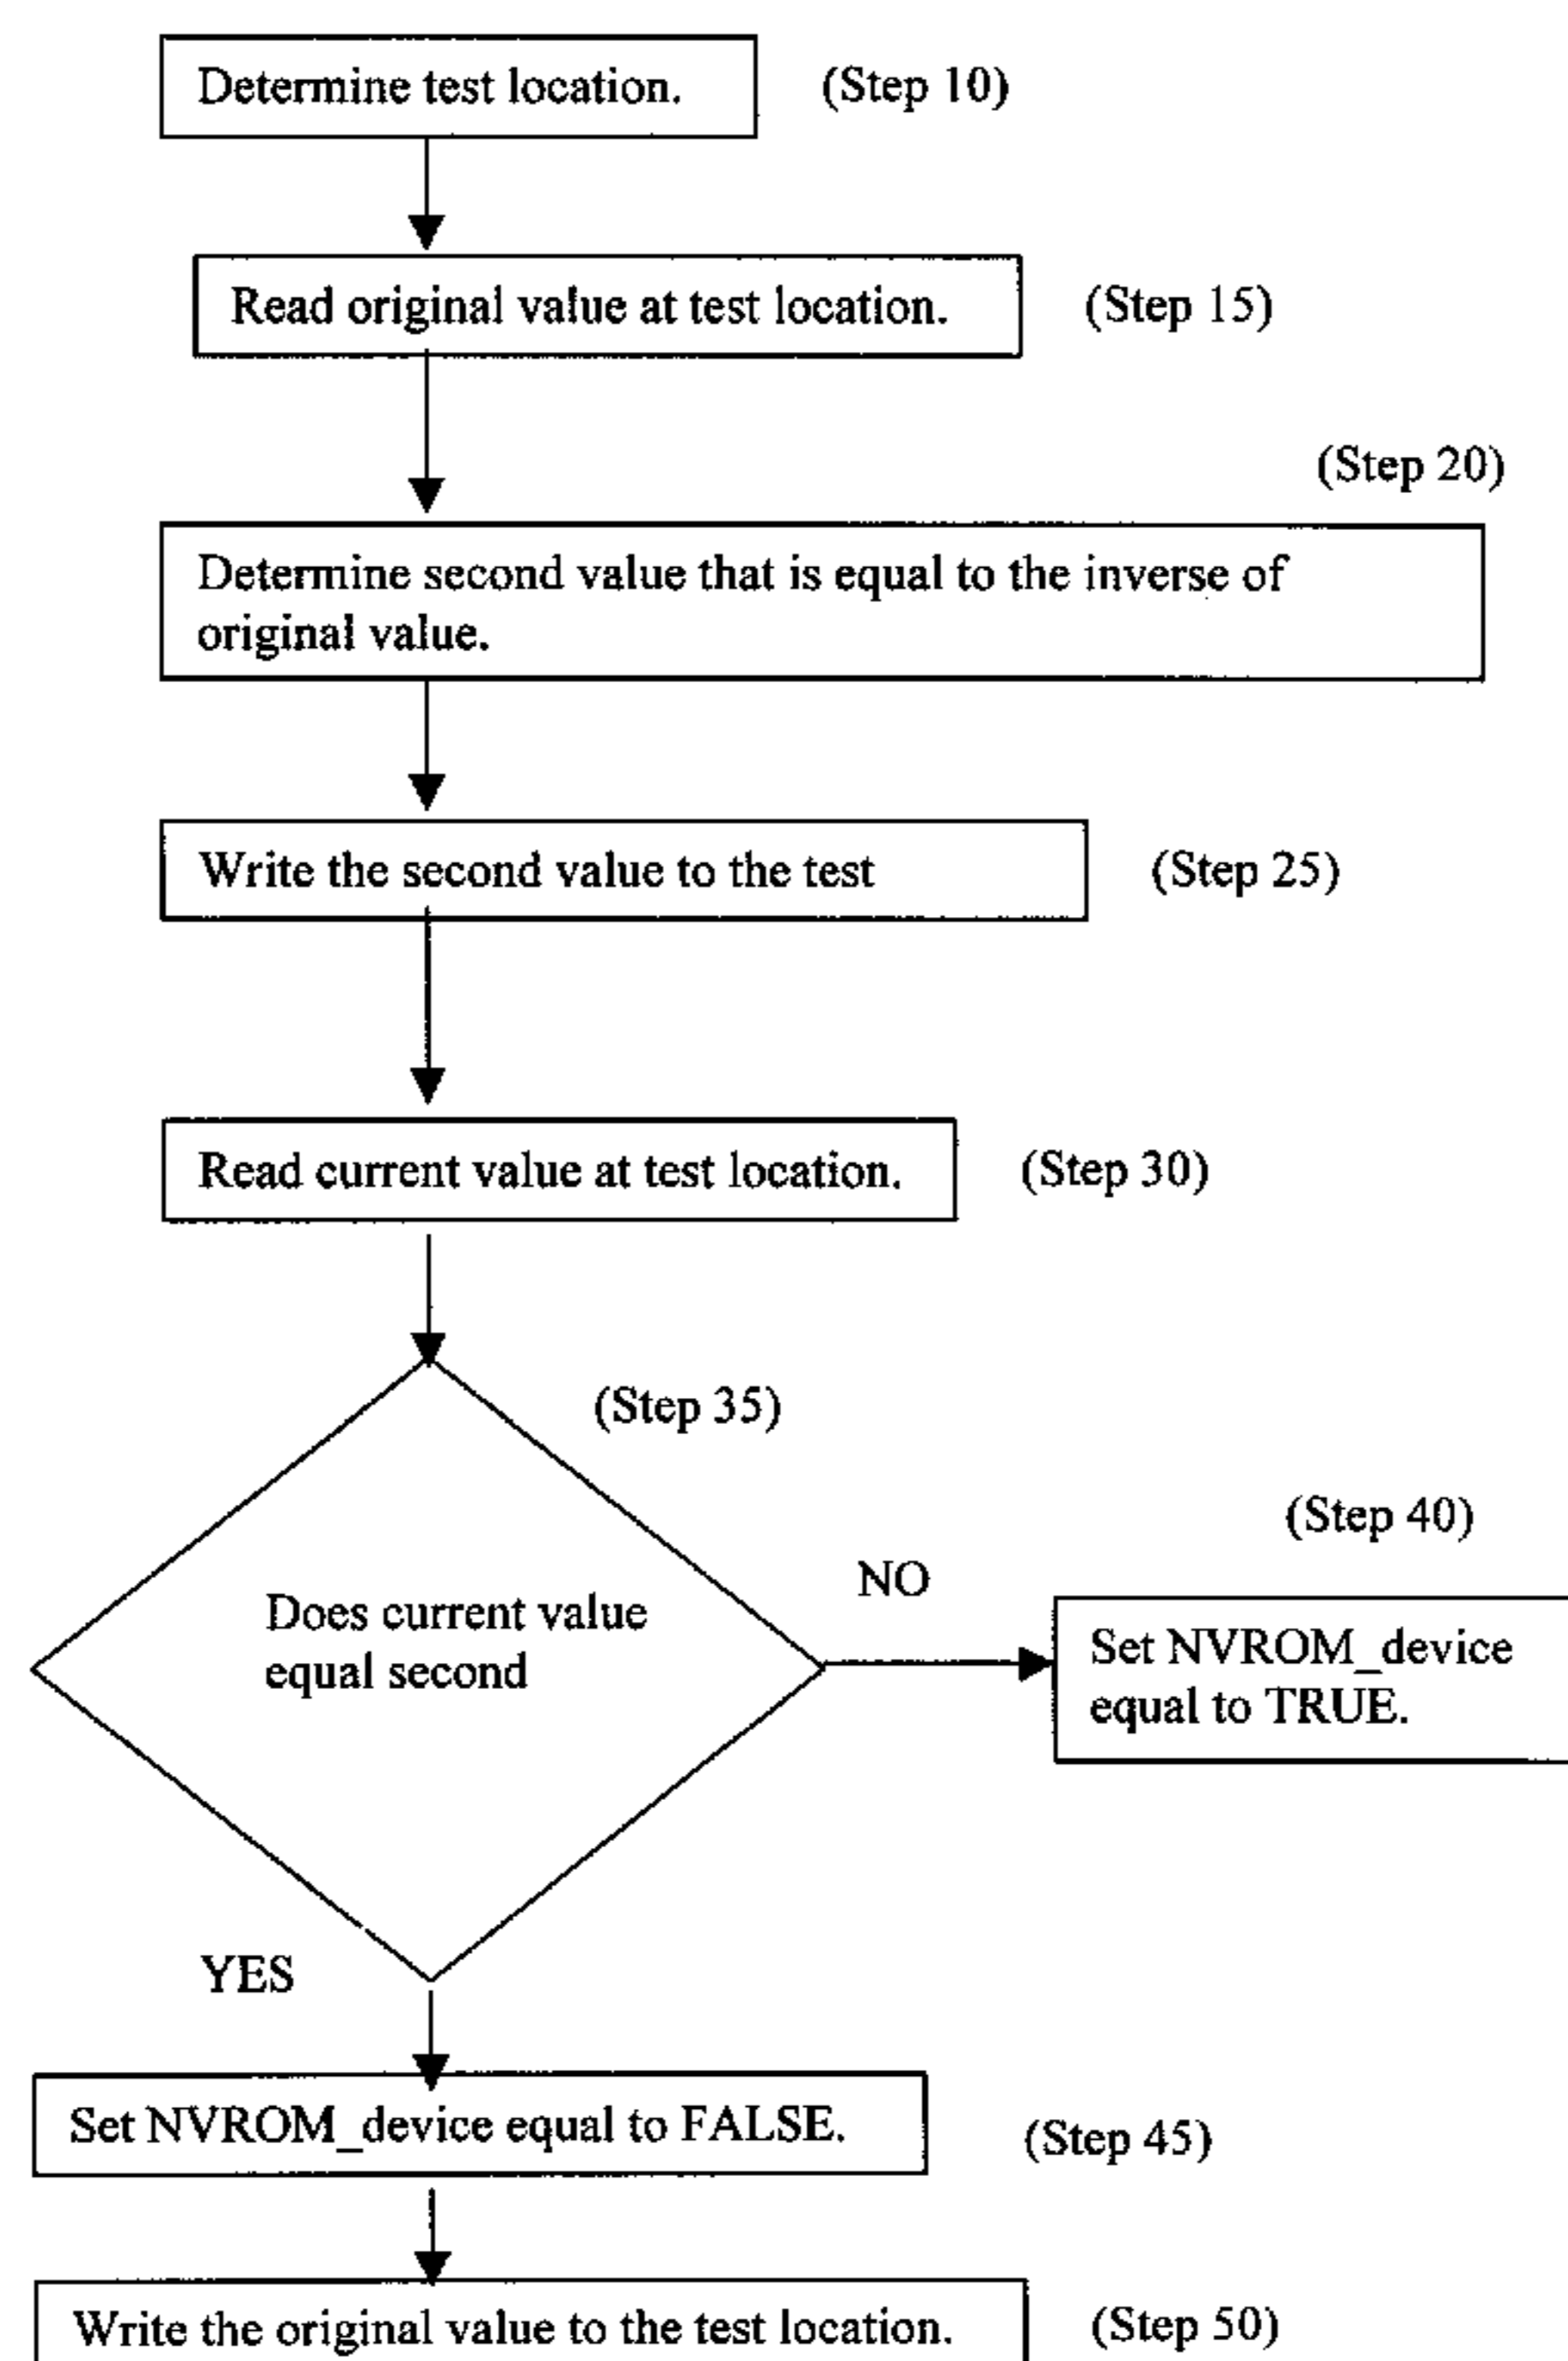 Determine test location.
(Step 10)
Read original value at test location.
(Step 15)
(Step 20)
Determine second value that is equal to the inverse of
original value.
Write the second value to the test
(Step 25)
Read current value at test location.
(Step 30)
(Step 35)
Does current value
equal second
NO
(Step 40)
Set NVROM_device
equal to TRUE.
YES
Set NVROM_device equal to FALSE.
(Step 45)
Write the original value to the test location.
(Step 50)